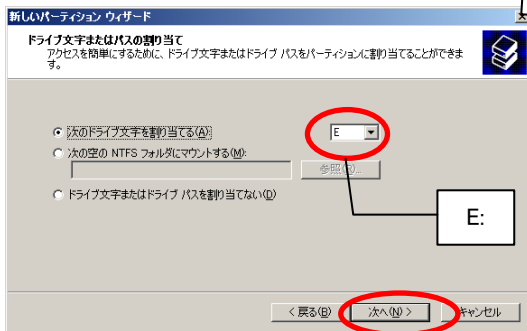 新しいパーティション ウィザード
ドライブ文字またはパスの割り当て
アクセスを簡単にするために、ドライブ文字またはドライブ パスをパーティションに割り当てることができま
す。
次のドライブ文字を割り当てる(A):
E
次の空の NTFS フォルダにマウントする(M):
参照(R)...
ドライブ文字またはドライブ パスを割り当てない(D)
E:
< 戻る(B)
次へ(N) >
キャンセル